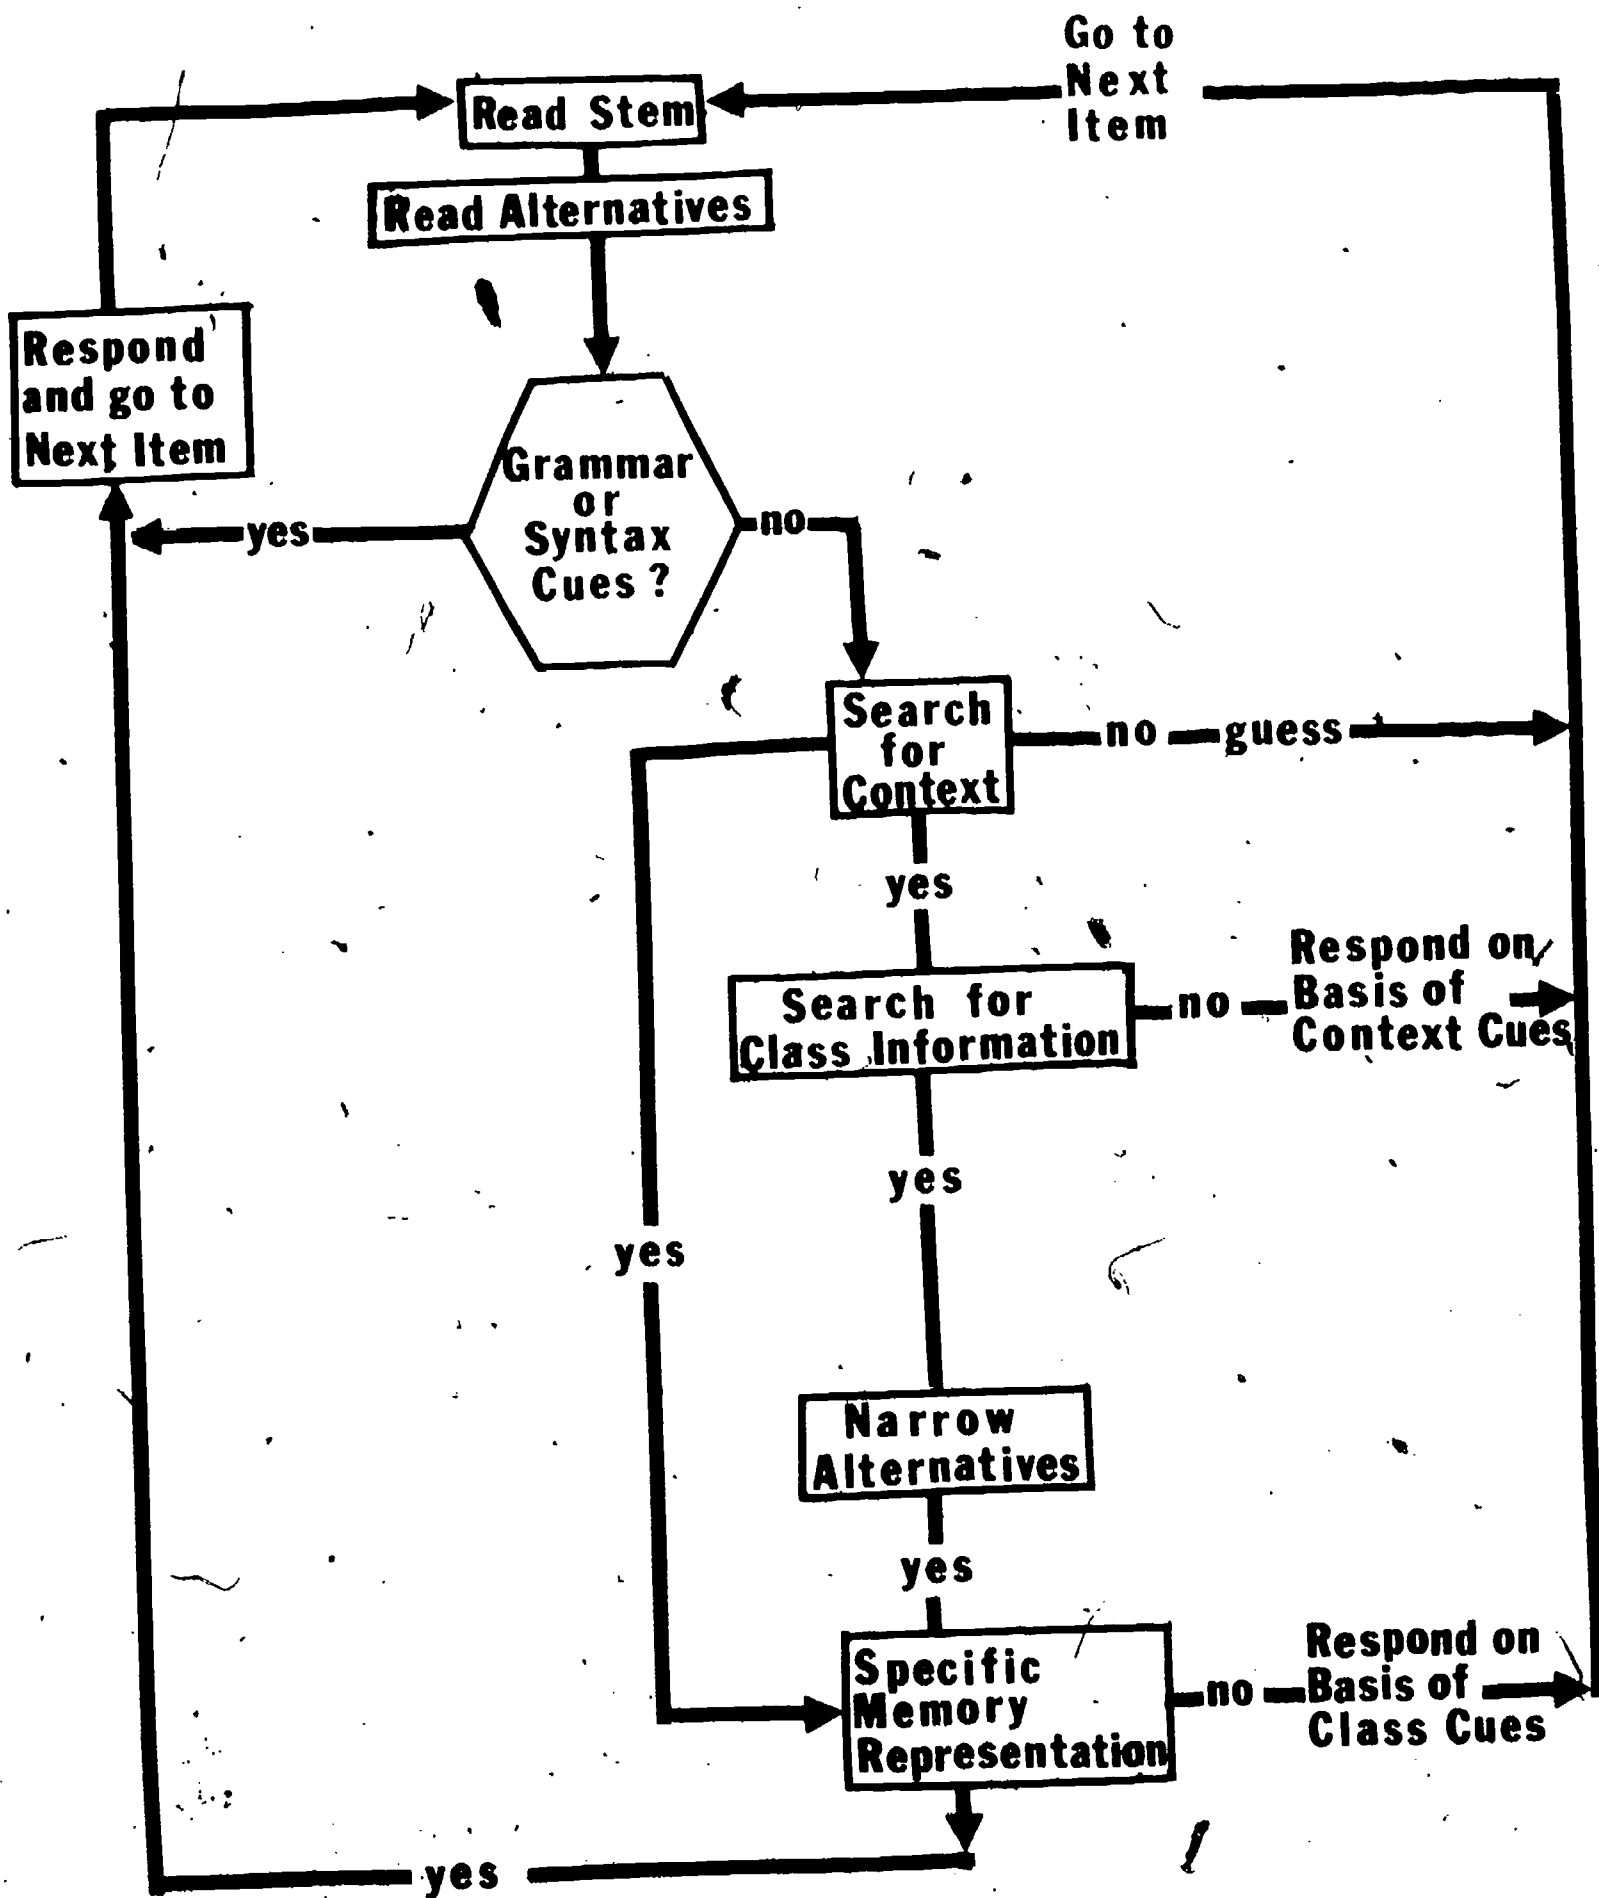 Go to
Next
Item
Read Stem
Read Alternatives
Respond
and go to
Next Item
Grammar
or
Syntax
Cues ?
yes
no
Search
for
Context
no
guess
yes
Respond on
Basis of
Context Cues
Search for
Class Information
no
yes
yes
Narrow
Alternatives
yes
Specific
Memory
Representation
no
Respond on
Basis of
Class Cues
yes